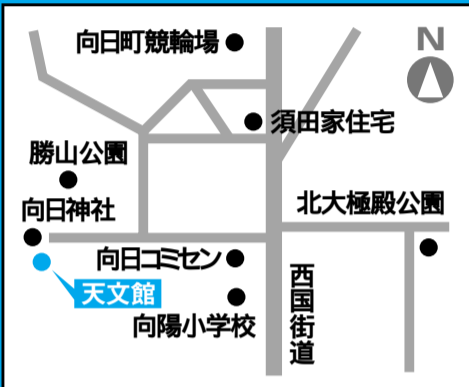 向日町競輪場
N
須田家住宅
勝山公園
北大極殿公園
向日神社
向日コミセン
天文館
西国街道
向陽小学校